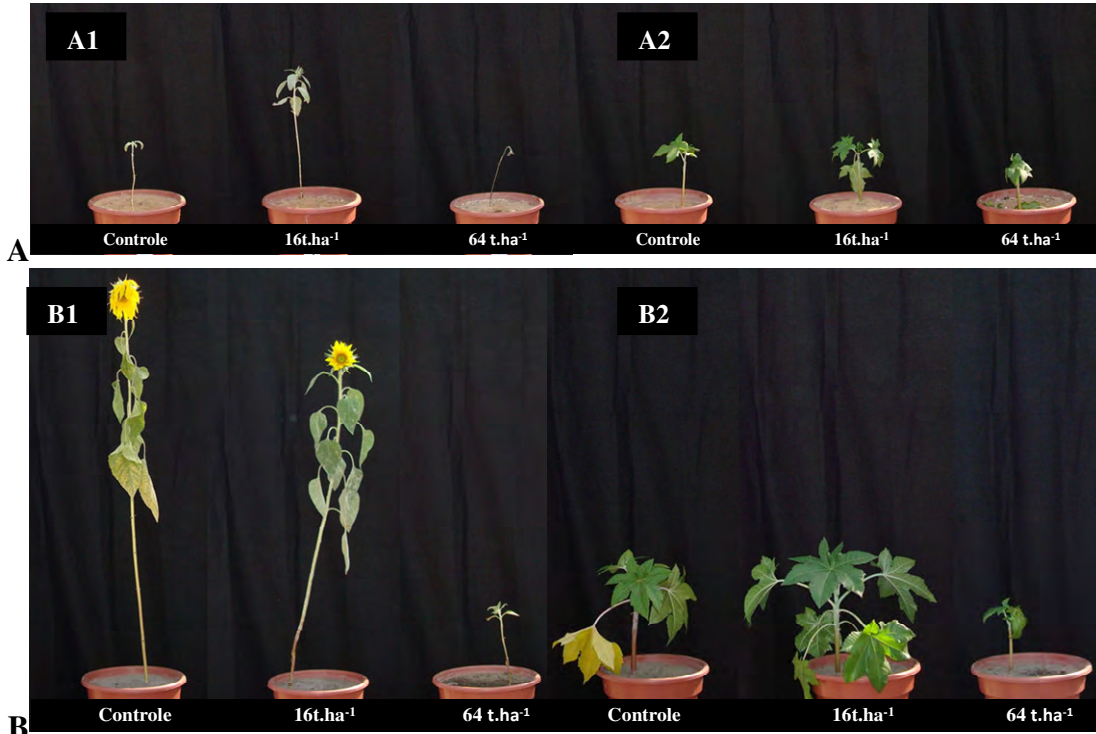 A1 A2
Controle 16t.ha⁻¹ 64 t.ha⁻¹ Controle 16t.ha⁻¹ 64 t.ha⁻¹
A
B1 B2
Controle 16t.ha⁻¹ 64 t.ha⁻¹ Controle 16t.ha⁻¹ 64 t.ha⁻¹
B